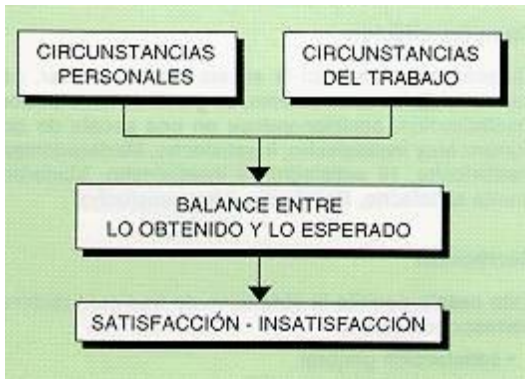 CIRCUNSTANCIAS
PERSONALES
CIRCUNSTANCIAS
DEL TRABAJO
BALANCE ENTRE
LO OBTENIDO Y LO ESPERADO
SATISFACCIÓN - INSATISFACCIÓN